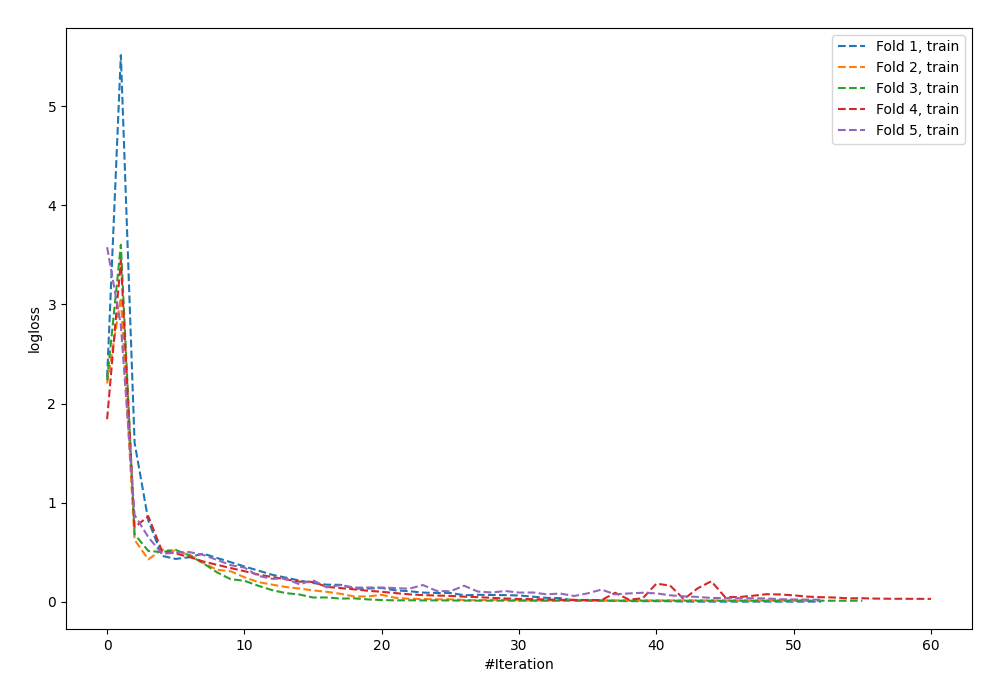 Fold 1, train
Fold 2, train
Fold 3, train
Fold 4, train
Fold 5, train
5
4
3
2
1
0
logloss
0 10 20 30 40 50 60
#Iteration